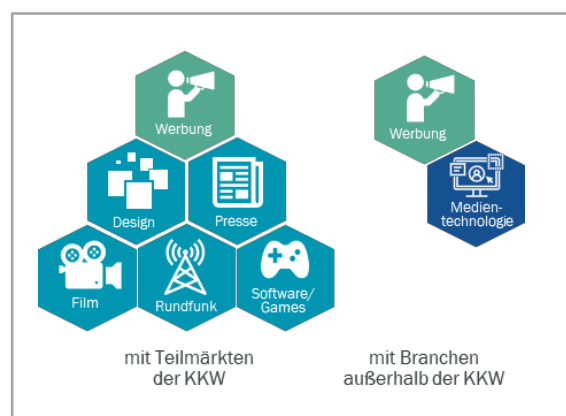 Werbung
Design
Presse
Film
Rundfunk
Software/
Games
mit Teilmärkten
der KKW
Werbung
Medien-
technologie
mit Branchen
außerhalb der KKW